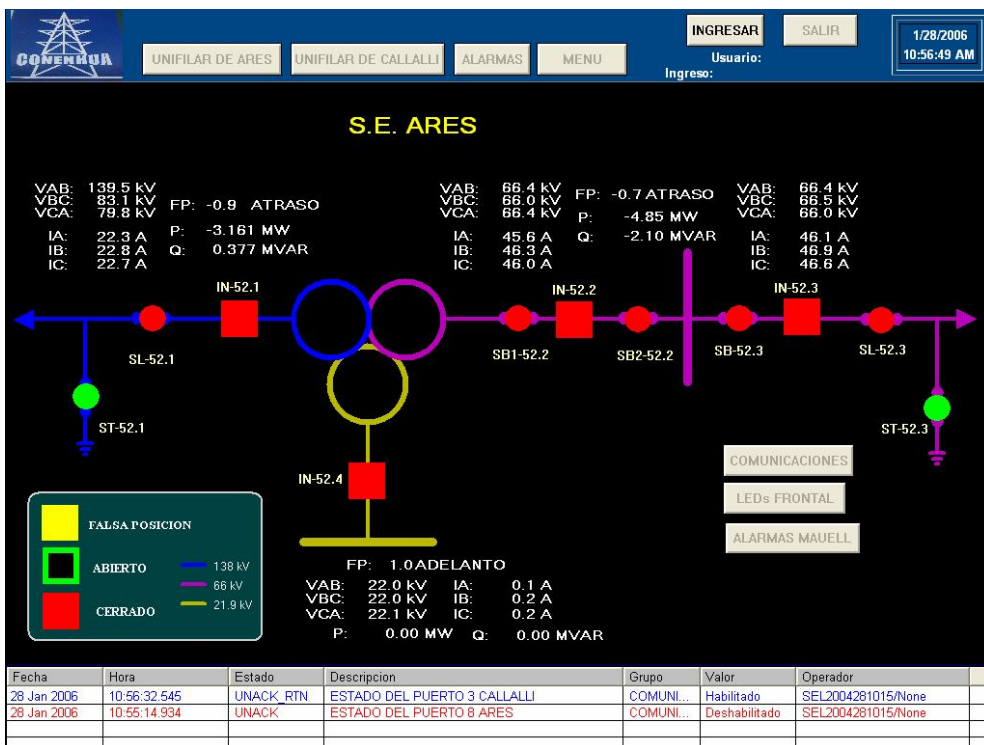 CONENHUA
UNIFILAR DE ARES
UNIFILAR DE CALLALLI
ALARMAS
MENU
INGRESAR
SALIR
Usuario:
Ingreso:
1/28/2006
10:56:49 AM
S.E. ARES
VAB: 139.5 kV
VBC: 83.1 kV
VCA: 79.8 kV
IA: 22.3 A
IB: 22.8 A
IC: 22.7 A
FP: -0.9 ATRASO
P: -3.161 MW
Q: 0.377 MVAR
VAB: 66.4 kV
VBC: 66.0 kV
VCA: 66.4 kV
IA: 45.6 A
IB: 46.3 A
IC: 46.0 A
FP: -0.7 ATRASO
P: -4.85 MW
Q: -2.10 MVAR
VAB: 66.4 kV
VBC: 66.5 kV
VCA: 66.0 kV
IA: 46.1 A
IB: 46.9 A
IC: 46.6 A
IN-52.1
IN-52.2
IN-52.3
SL-52.1
SB1-52.2
SB2-52.2
SB-52.3
SL-52.3
ST-52.1
ST-52.3
IN-52.4
COMUNICACIONES
LEDs FRONTAL
ALARMAS MAUELL
FALSA POSICION
ABIERTO
CERRADO
138 kV
66 kV
21.9 kV
FP: 1.0 ADELANTO
VAB: 22.0 kV IA: 0.1 A
VBC: 22.0 kV IB: 0.2 A
VCA: 22.1 kV IC: 0.2 A
P: 0.00 MW Q: 0.00 MVAR
Fecha Hora Estado Descripcion Grupo Valor Operador
28 Jan 2006 10:56:32.545 UNACK_RTN ESTADO DEL PUERTO 3 CALLALLI COMUNI... Habilitado SEL2004281015/None
28 Jan 2006 10:55:14.934 UNACK ESTADO DEL PUERTO 8 ARES COMUNI... Deshabilitado SEL2004281015/None